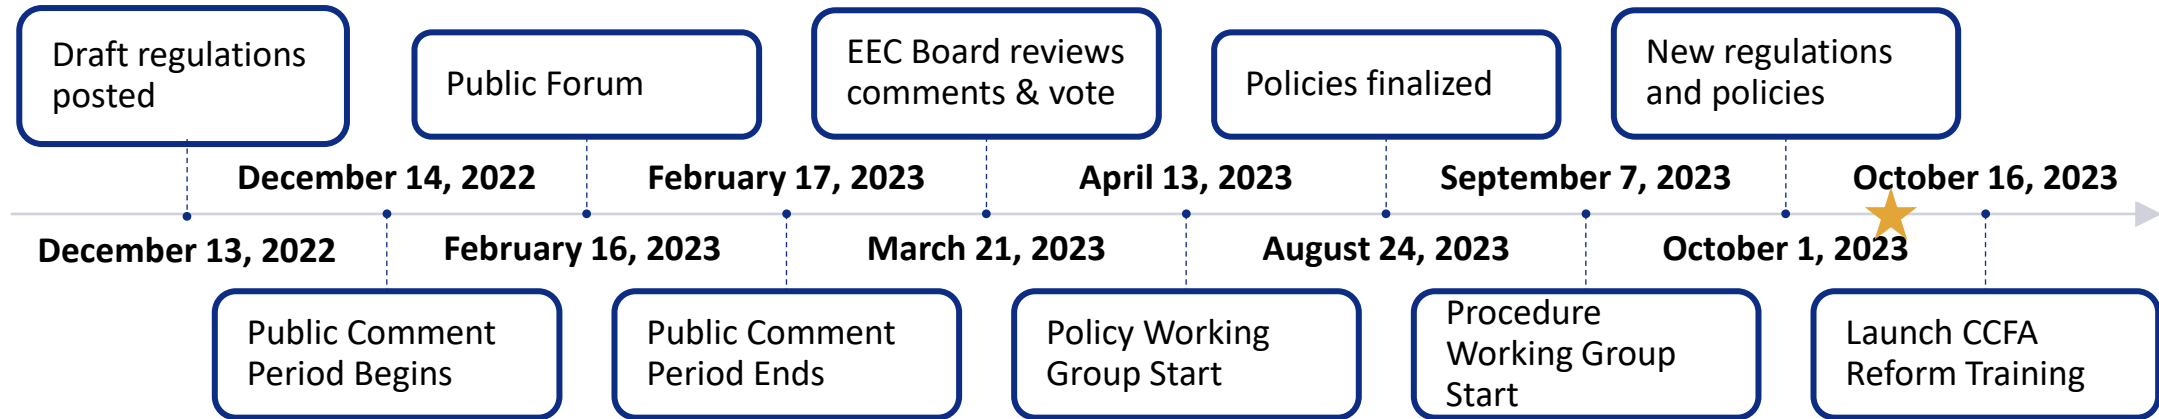 Draft regulations
posted
Public Forum
EEC Board reviews
comments & vote
Policies finalized
New regulations
and policies
December 14, 2022
February 17, 2023
April 13, 2023
September 7, 2023
October 16, 2023
December 13, 2022
February 16, 2023
March 21, 2023
August 24, 2023
October 1, 2023
Public Comment
Period Begins
Public Comment
Period Ends
Policy Working
Group Start
Procedure
Working Group
Start
Launch CCFA
Reform Training